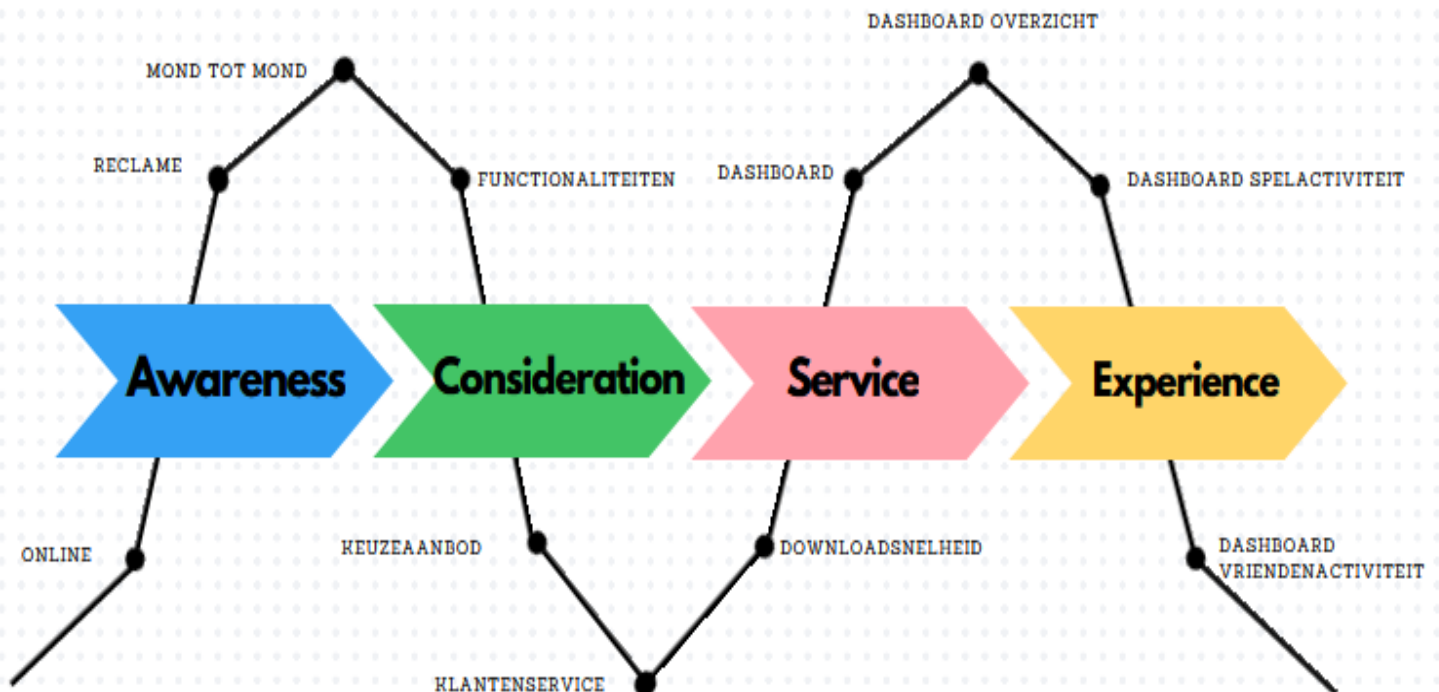 DASHBOARD OVERZICHT
MOND TOT MOND
RECLAME
FUNCTIONALITEITEN
DASHBOARD
DASHBOARD SPELACTIVITEIT
Awareness
Consideration
Service
Experience
ONLINE
KEUZEAANBOD
DOWNLOADSNELHEID
DASHBOARD
VRIENDENACTIVITEIT
KLANTENSERVICE